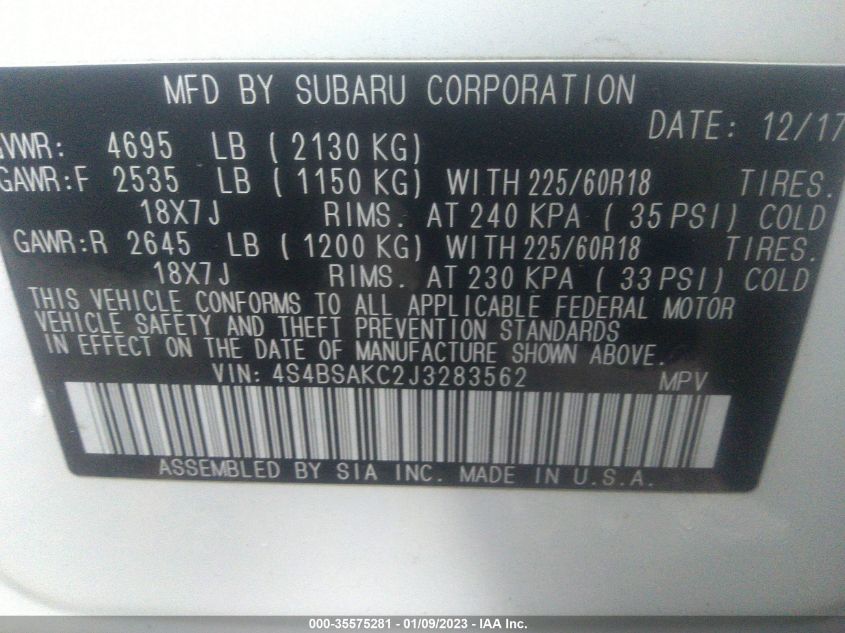 MFD BY SUBARU CORPORATION
DATE: 12/17
GVWR: 4695 LB ( 2130 KG)
GAWR:F 2535 LB ( 1150 KG) WITH 225/60R18 TIRES.
18X7J RIMS. AT 240 KPA ( 35 PSI) COLD
GAWR:R 2645 LB ( 1200 KG) WITH 225/60R18 TIRES.
18X7J RIMS. AT 230 KPA ( 33 PSI) COLD
THIS VEHICLE CONFORMS TO ALL APPLICABLE FEDERAL MOTOR
VEHICLE SAFETY AND THEFT PREVENTION STANDARDS
IN EFFECT ON THE DATE OF MANUFACTURE SHOWN ABOVE.
VIN: 4S4BSAKC2J3283562 MPV
ASSEMBLED BY SIA INC. MADE IN U.S.A.
000-35575281 - 01/09/2023 - IAA Inc.